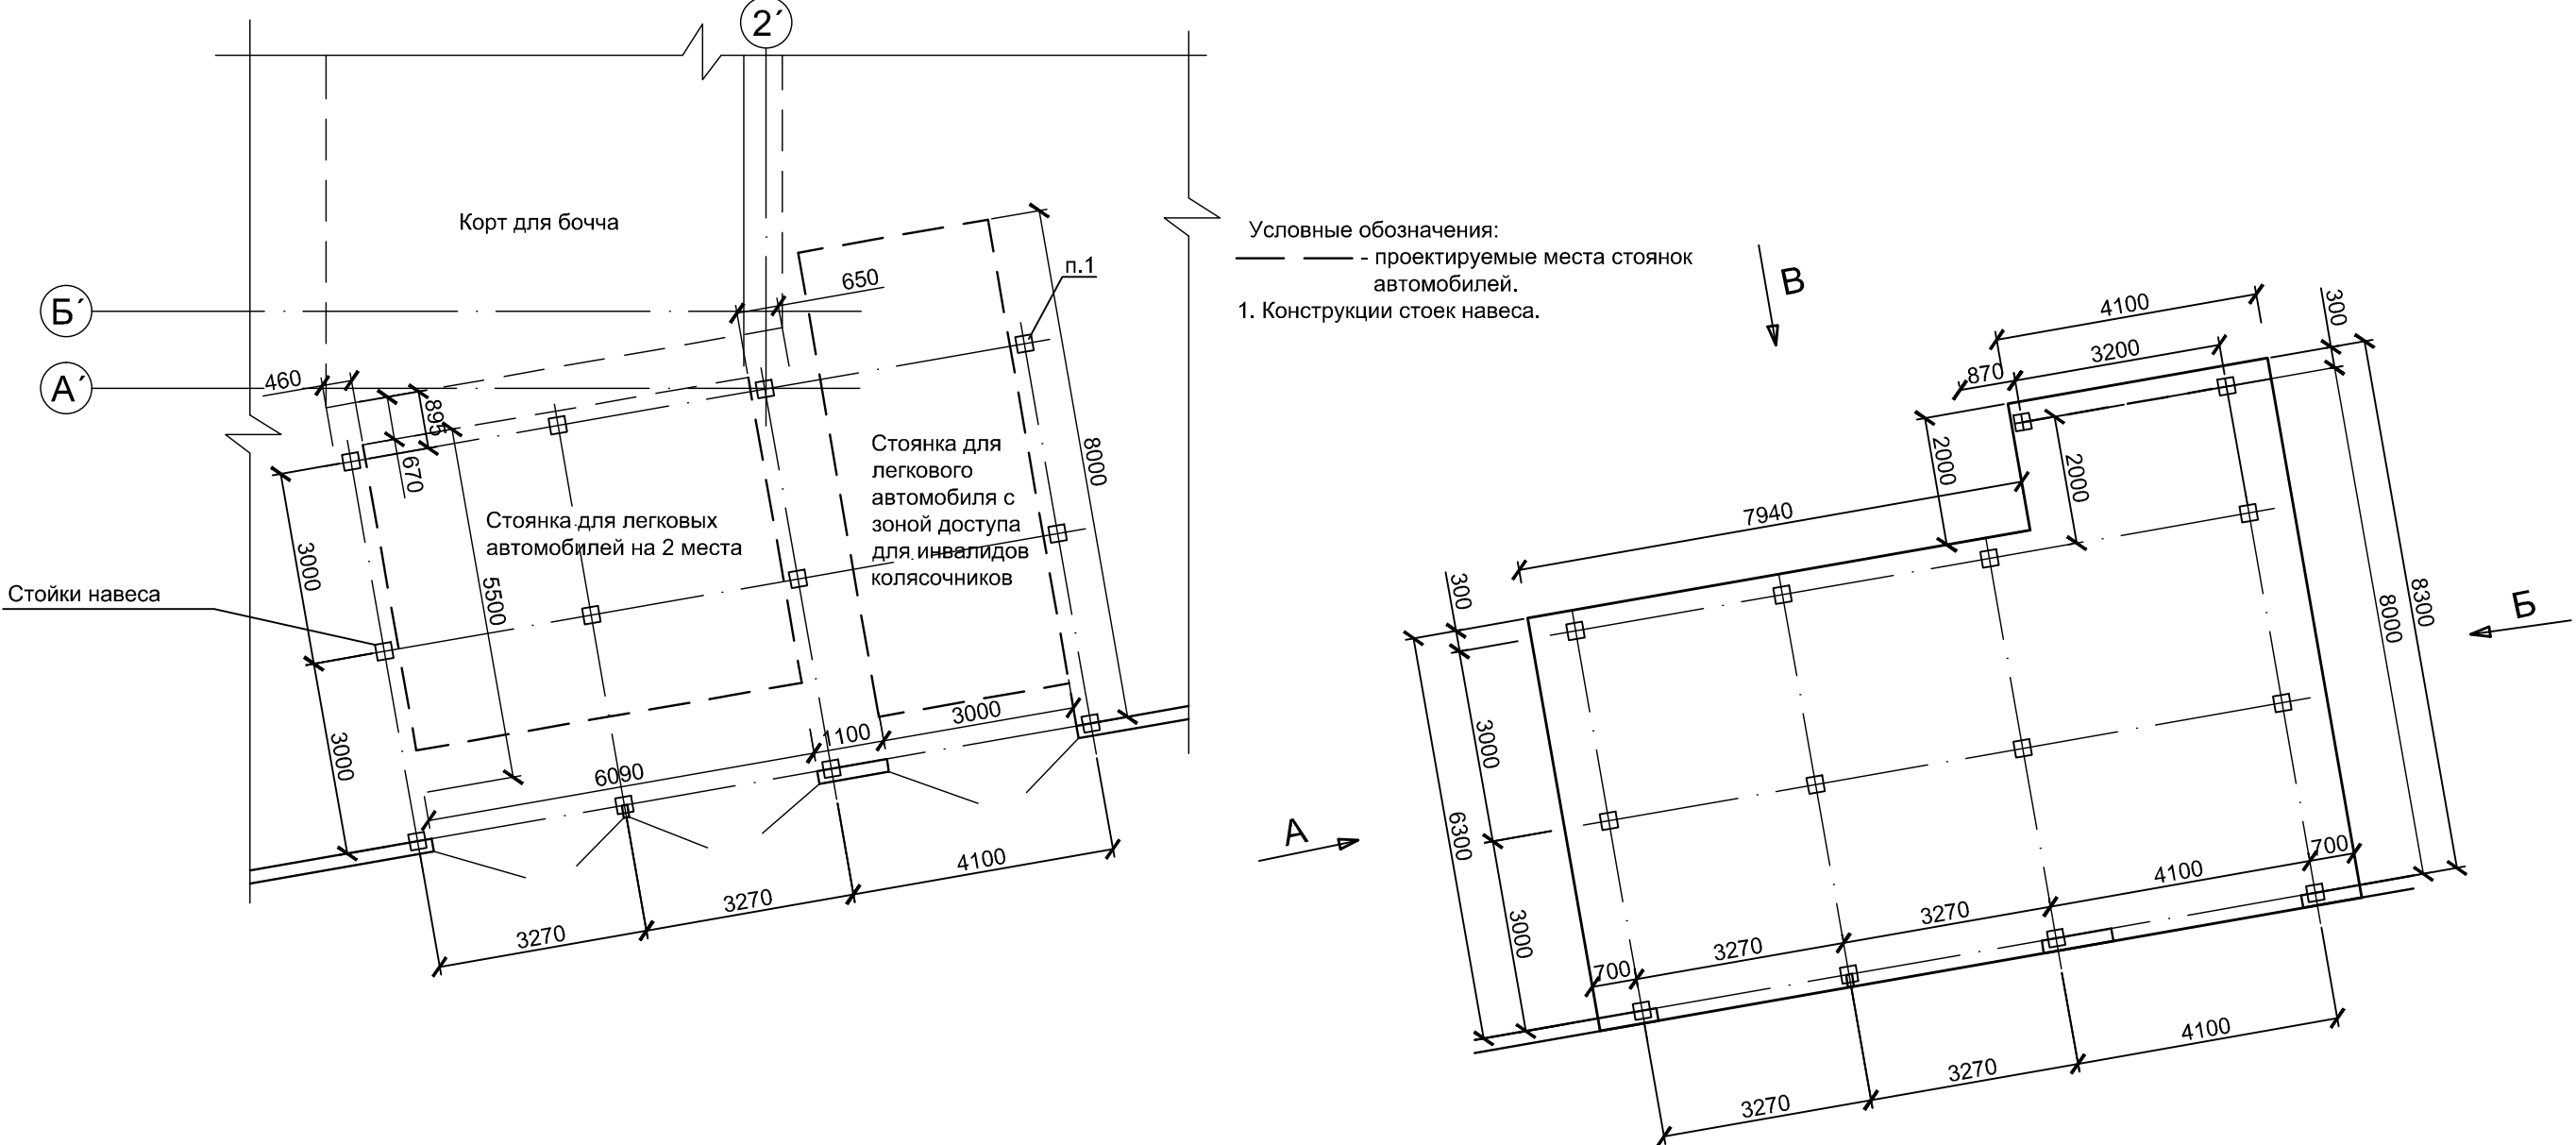 2´
Корт для бочча
650
п.1
Б´
А´
460
895
670
8000
Стоянка для
легкового
автомобиля с
зоной доступа
для инвалидов
колясочников
Стоянка для легковых
автомобилей на 2 места
3000
5500
Стойки навеса
3000
3000
1100
6090
4100
3270
3270
Условные обозначения:
- проектируемые места стоянок
автомобилей.
1. Конструкции стоек навеса.
В
4100
300
3200
870
2000
2000
7940
300
8300
8000
Б
3000
6300
А
700
4100
3270
3000
3270
700
4100
3270
3270